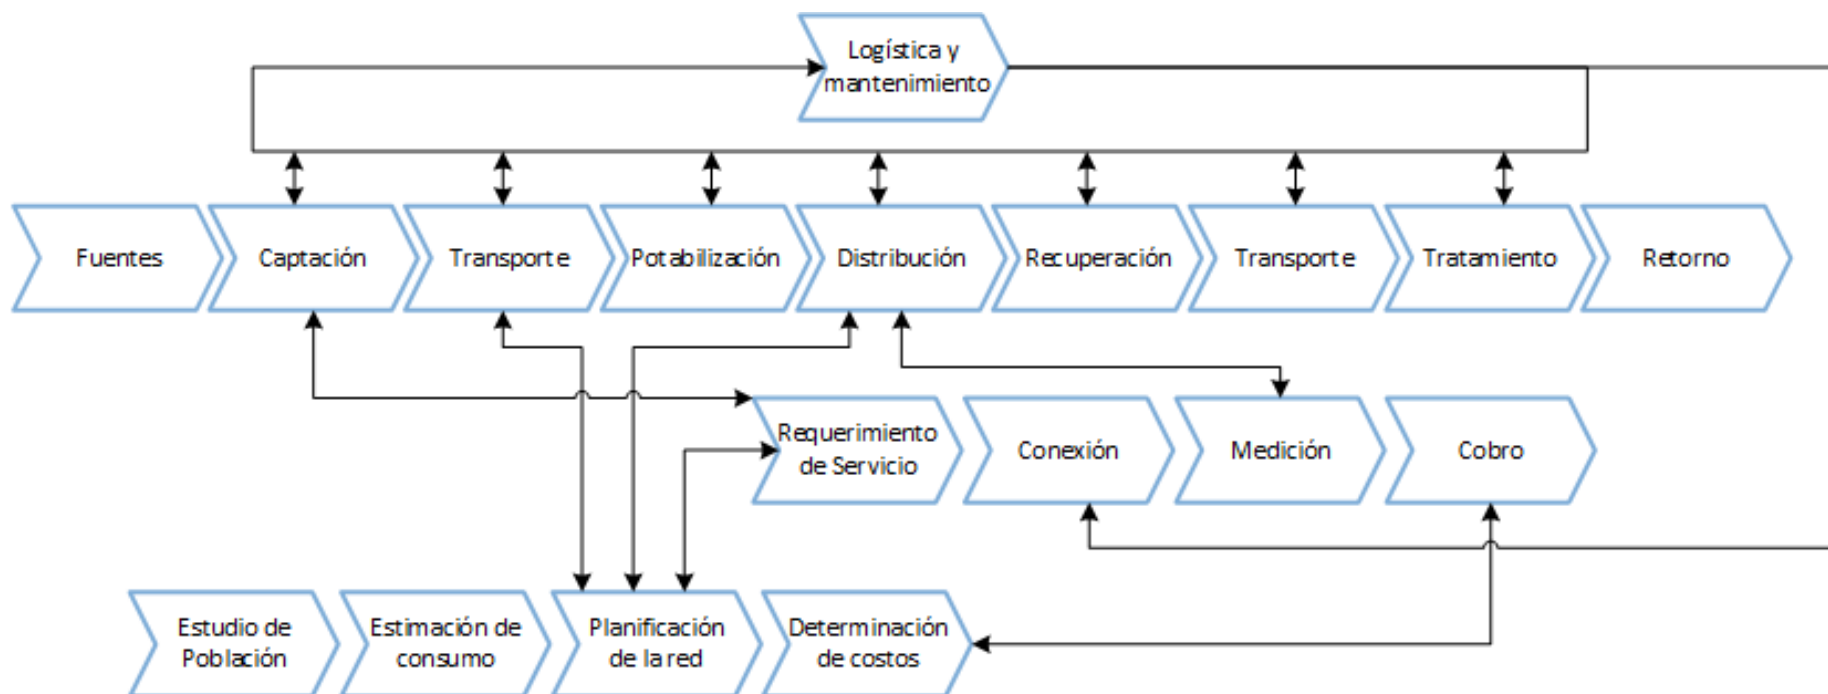 Logística y
mantenimiento
Fuentes
Captación
Transporte
Potabilización
Distribución
Recuperación
Transporte
Tratamiento
Retorno
Requerimiento
de Servicio
Conexión
Medición
Cobro
Estudio de
Población
Estimación de
consumo
Planificación
de la red
Determinación
de costos